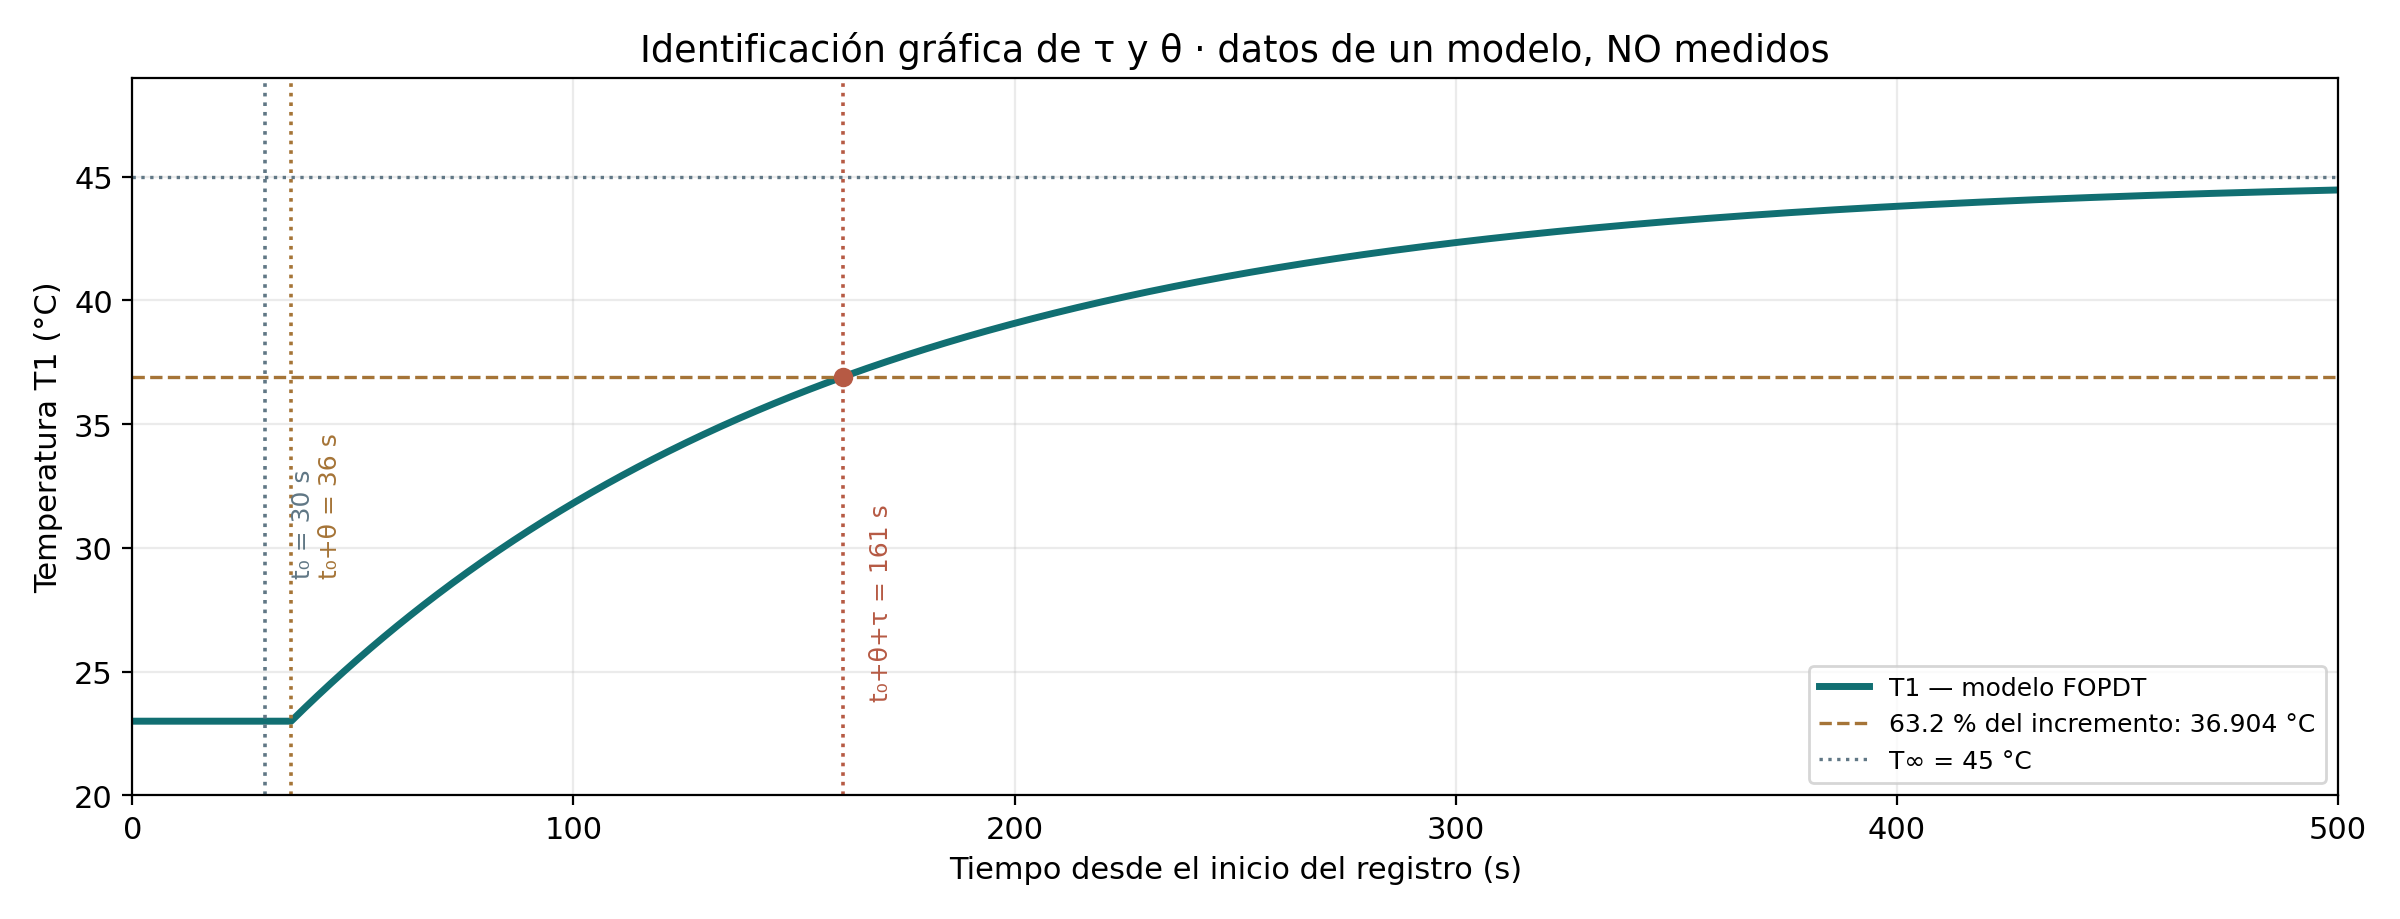 Identificación gráfica de τ y θ · datos de un modelo, NO medidos
Temperatura T1 (°C)
45
40
35
30
25
20
t₀ = 30 s
t₀+θ = 36 s
t₀+θ+τ = 161 s
T1 — modelo FOPDT
63.2 % del incremento: 36.904 °C
T∞ = 45 °C
0
100
200
300
400
500
Tiempo desde el inicio del registro (s)